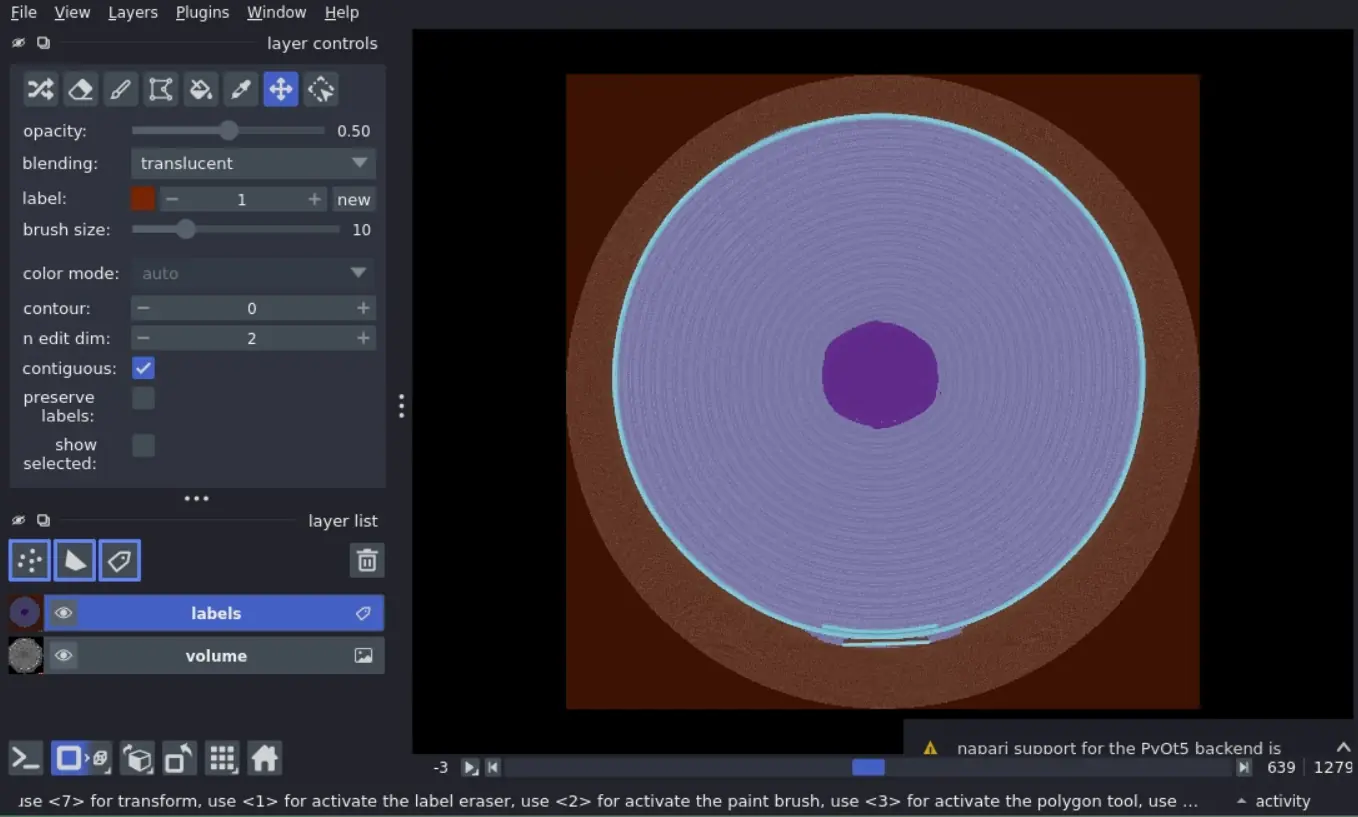 File View Layers Plugins Window Help
layer controls
opacity: 0.50
blending: translucent
label: 1 new
brush size: 10
color mode: auto
contour: 0
n edit dim: 2
contiguous:
preserve
labels:
show
selected:
layer list
labels
volume
napari support for the PyQt5 backend is
-3 639 1279
use <7> for transform, use <1> for activate the label eraser, use <2> for activate the paint brush, use <3> for activate the polygon tool, use ... activity